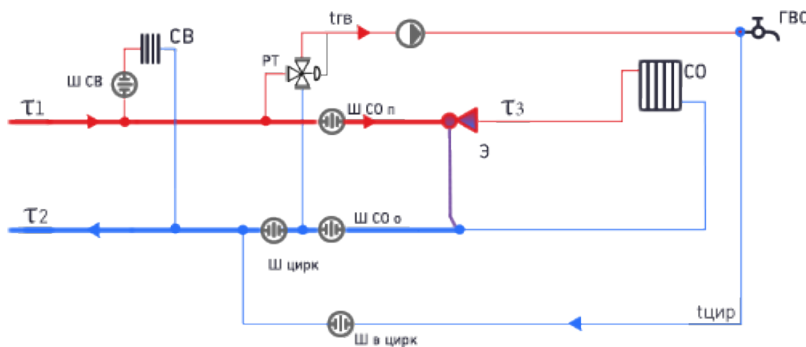 tгв
ГВС
СВ
РТ
СО
Ш СВ
τ1
Ш СО п
τ3
Э
τ2
Ш СО о
Ш цирк
tцир
Ш в цирк